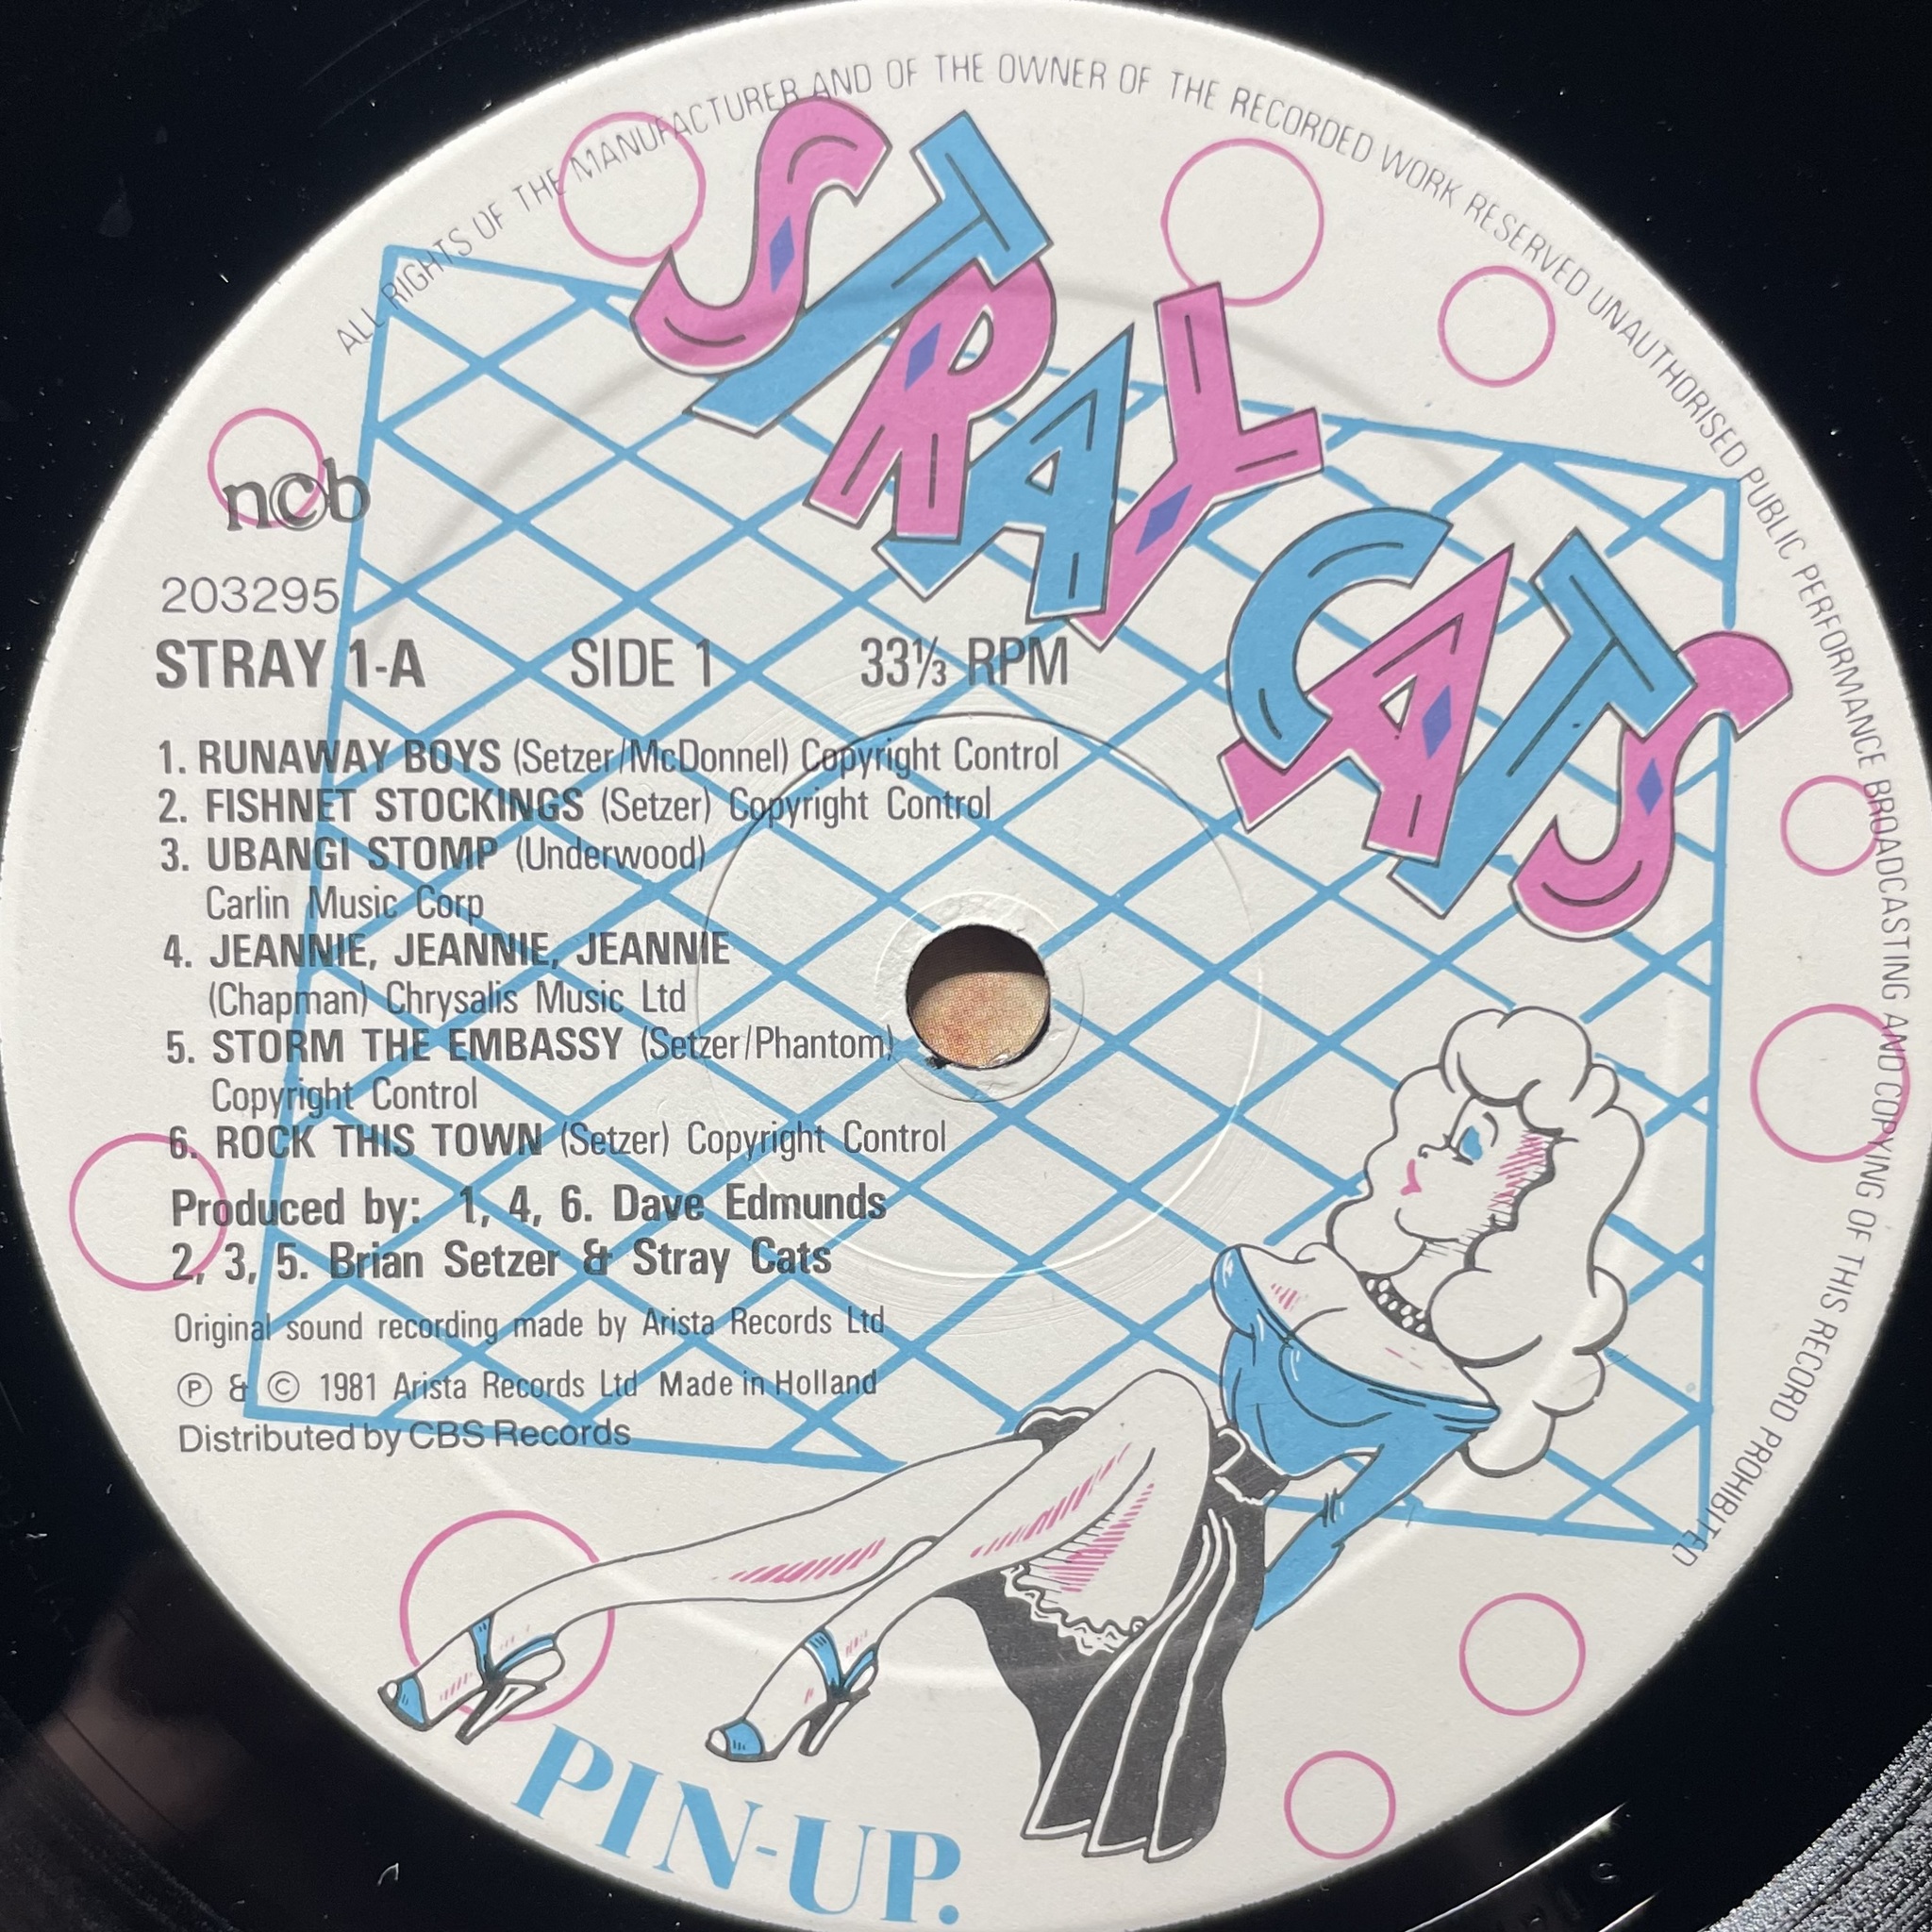 ALL RIGHTS OF THE MANUFACTURER AND OF THE OWNER OF THE RECORDED WORK RESERVED UNAUTHORISED PUBLIC PERFORMANCE BROADCASTING AND COPYING OF THIS RECORD PROHIBITED
STRAY CATS
ncb
203295
STRAY 1-A SIDE 1 33⅓ RPM
1. RUNAWAY BOYS (Setzer/McDonnel) Copyright Control
2. FISHNET STOCKINGS (Setzer) Copyright Control
3. UBANGI STOMP (Underwood)
Carlin Music Corp
4. JEANNIE, JEANNIE, JEANNIE
(Chapman) Chrysalis Music Ltd
5. STORM THE EMBASSY (Setzer/Phantom)
Copyright Control
6. ROCK THIS TOWN (Setzer) Copyright Control
Produced by: 1, 4, 6. Dave Edmunds
2, 3, 5. Brian Setzer & Stray Cats
Original sound recording made by Arista Records Ltd
Ⓟ & © 1981 Arista Records Ltd Made in Holland
Distributed by CBS Records
PIN-UP.